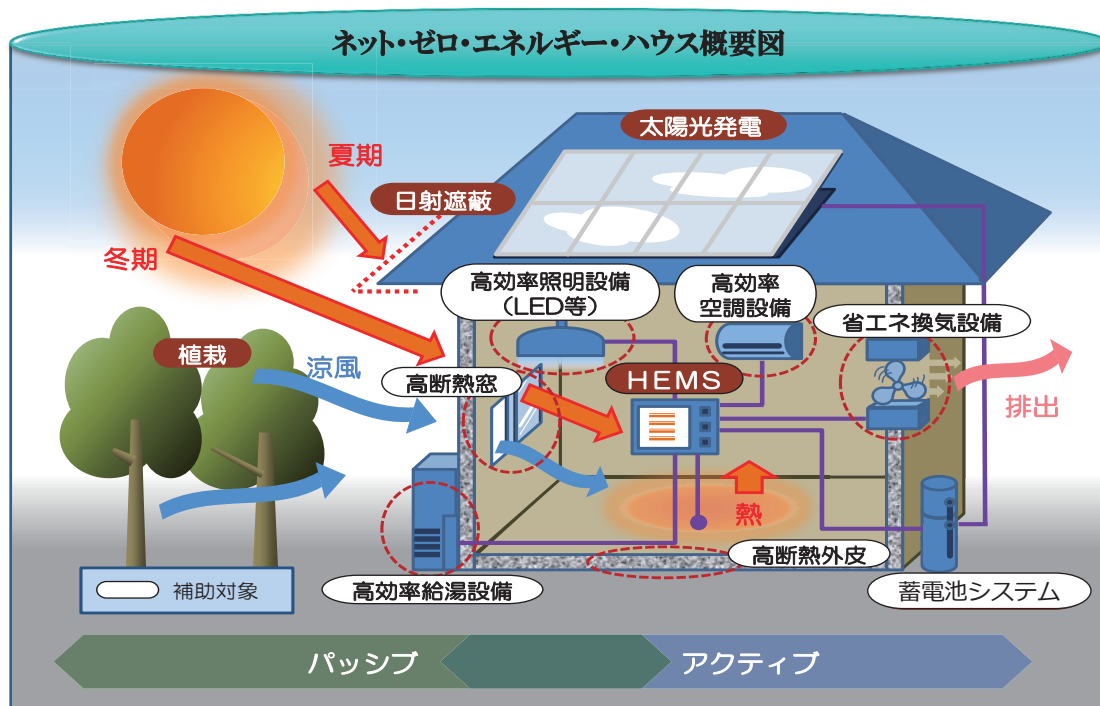 ネット・ゼロ・エネルギー・ハウス概要図
太陽光発電
夏期
日射遮蔽
冬期
高効率照明設備
（LED等）
高効率
空調設備
省エネ換気設備
植栽
涼風
高断熱窓
HEMS
排出
熱
高断熱外皮
補助対象
高効率給湯設備
蓄電池システム
パッシブ
アクティブ